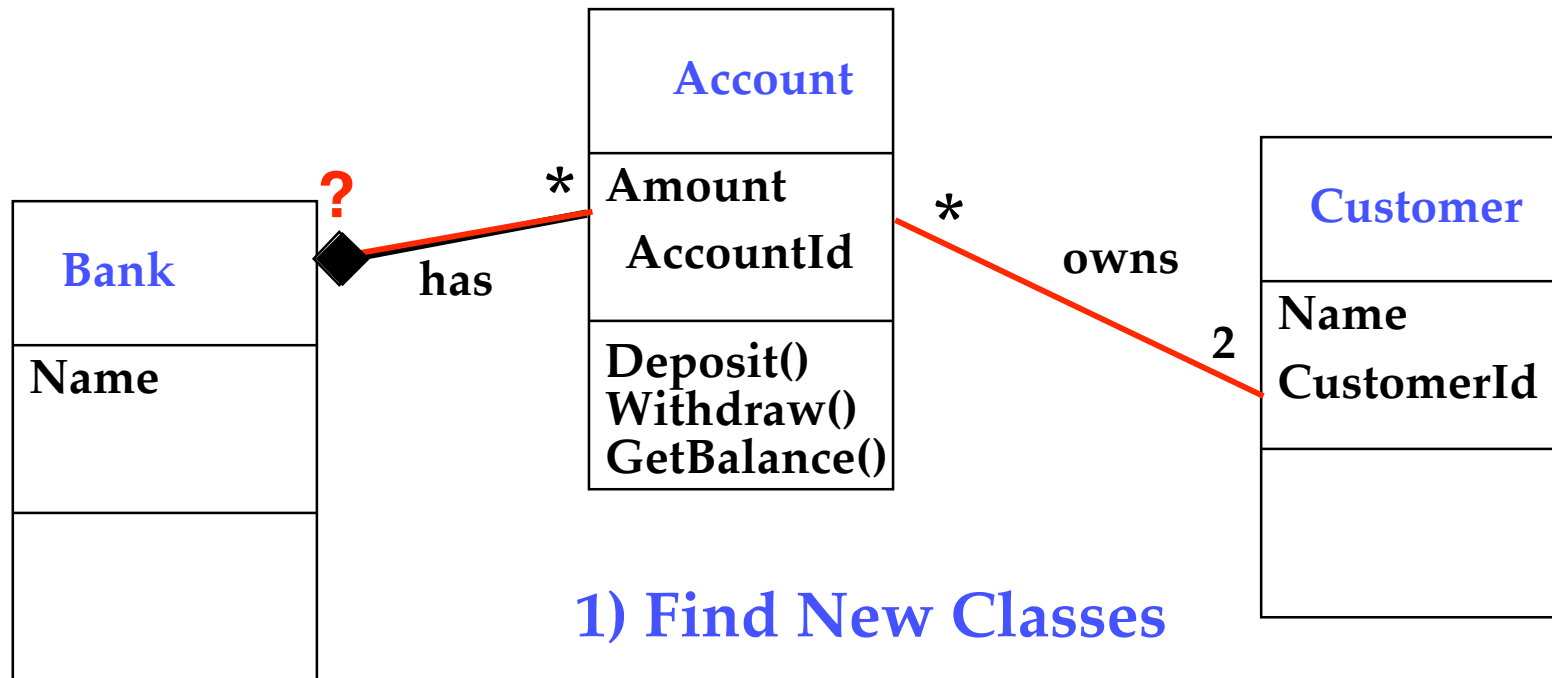 Bank
Name
?
has
*
Account
Amount
AccountId
Deposit()
Withdraw()
GetBalance()
*
owns
2
Customer
Name
CustomerId
1) Find New Classes